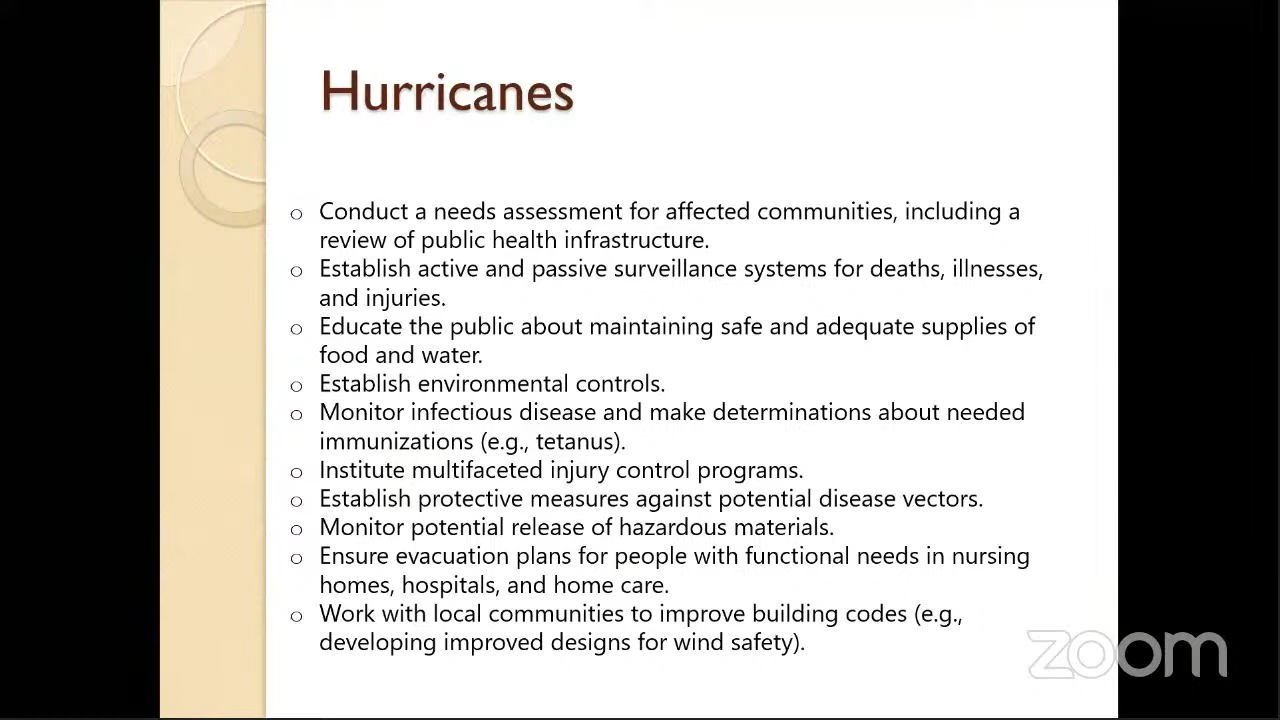 Hurricanes
○ Conduct a needs assessment for affected communities, including a
review of public health infrastructure.
○ Establish active and passive surveillance systems for deaths, illnesses,
and injuries.
○ Educate the public about maintaining safe and adequate supplies of
food and water.
○ Establish environmental controls.
○ Monitor infectious disease and make determinations about needed
immunizations (e.g., tetanus).
○ Institute multifaceted injury control programs.
○ Establish protective measures against potential disease vectors.
○ Monitor potential release of hazardous materials.
○ Ensure evacuation plans for people with functional needs in nursing
homes, hospitals, and home care.
○ Work with local communities to improve building codes (e.g.,
developing improved designs for wind safety).
zoom